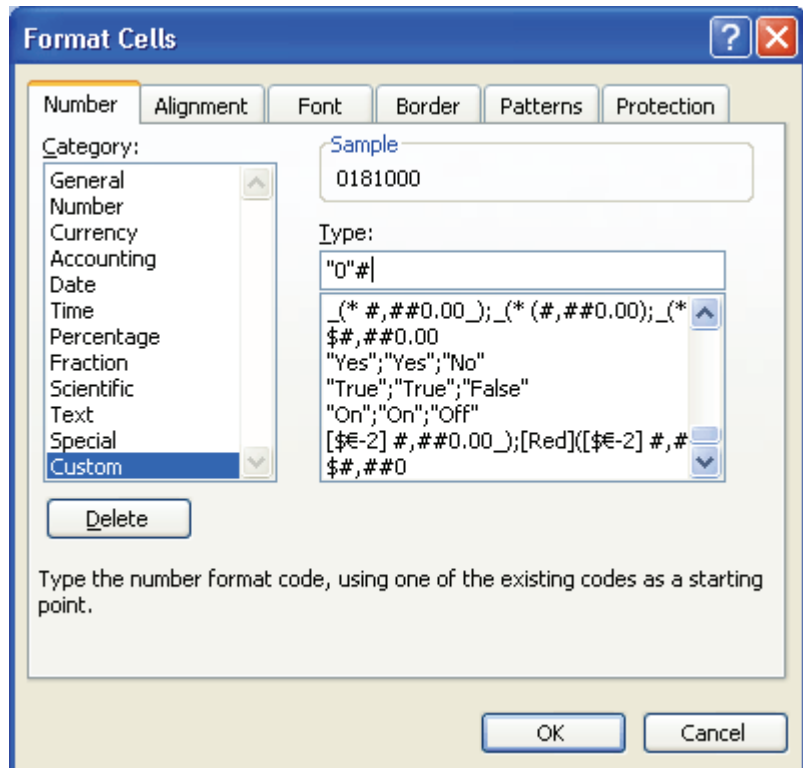 Format Cells
Number Alignment Font Border Patterns Protection
Category:
General
Number
Currency
Accounting
Date
Time
Percentage
Fraction
Scientific
Text
Special
Custom
Sample
0181000
Type:
"0"#
_(* #,##0.00_);_(* (#,##0.00);_(*
$#,##0.00
"Yes";"Yes";"No"
"True";"True";"False"
"On";"On";"Off"
[$€-2] #,##0.00_);[Red]([$€-2] #,#
$#,##0
Delete
Type the number format code, using one of the existing codes as a starting
point.
OK Cancel